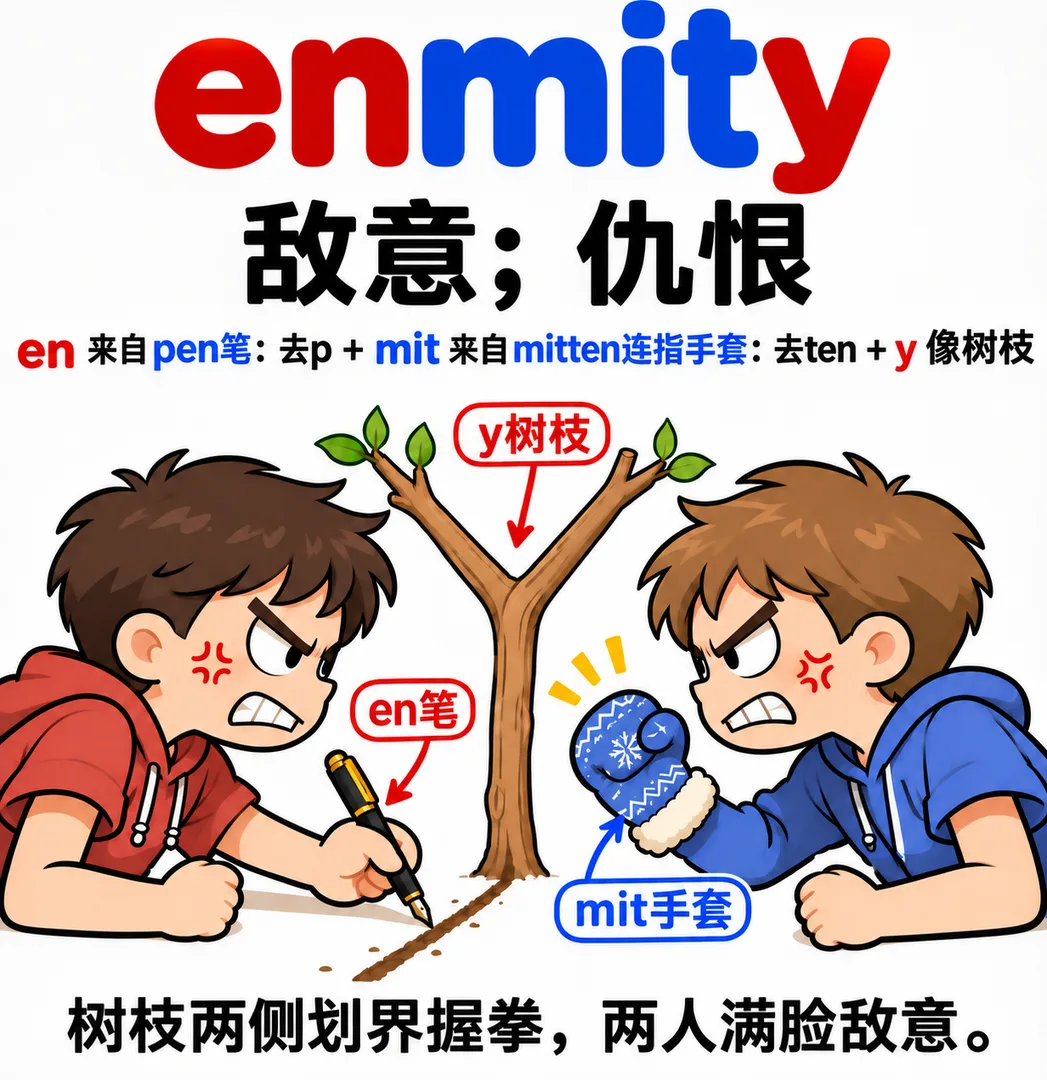 enmity
敌意；仇恨
en 来自pen笔：去p + mit 来自mitten连指手套：去ten + y 像树枝
y树枝
en笔
mit手套
树枝两侧划界握拳，两人满脸敌意。